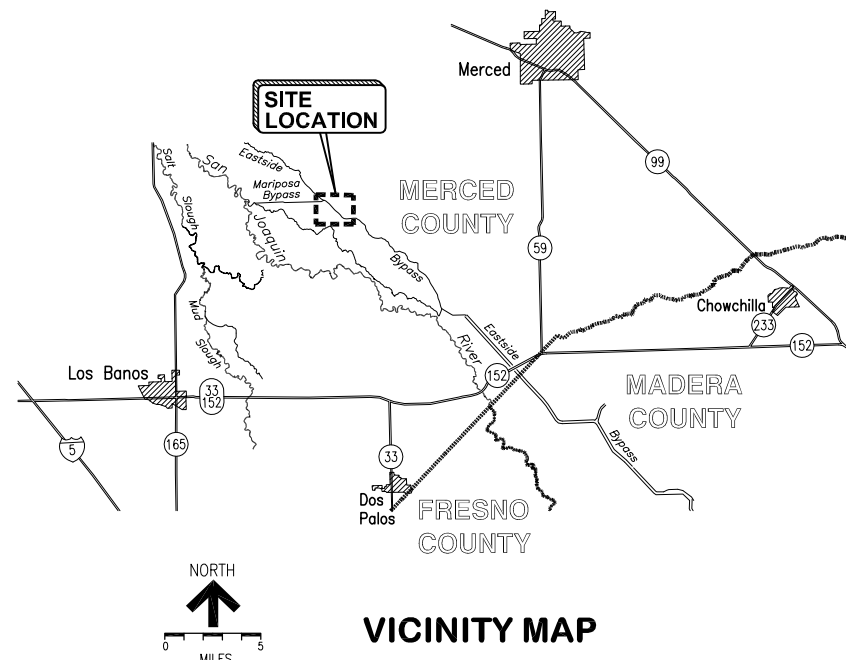 Merced
SITE
LOCATION
99
Salt
Slough
San
Joaquin
River
Eastside
Bypass
Mariposa
Bypass
MERCED
COUNTY
59
Chowchilla
233
152
Mud
Slough
Eastside
Bypass
Los Banos
33
152
152
MADERA
COUNTY
5
165
33
Dos
Palos
FRESNO
COUNTY
NORTH
0 5
MILES
VICINITY MAP